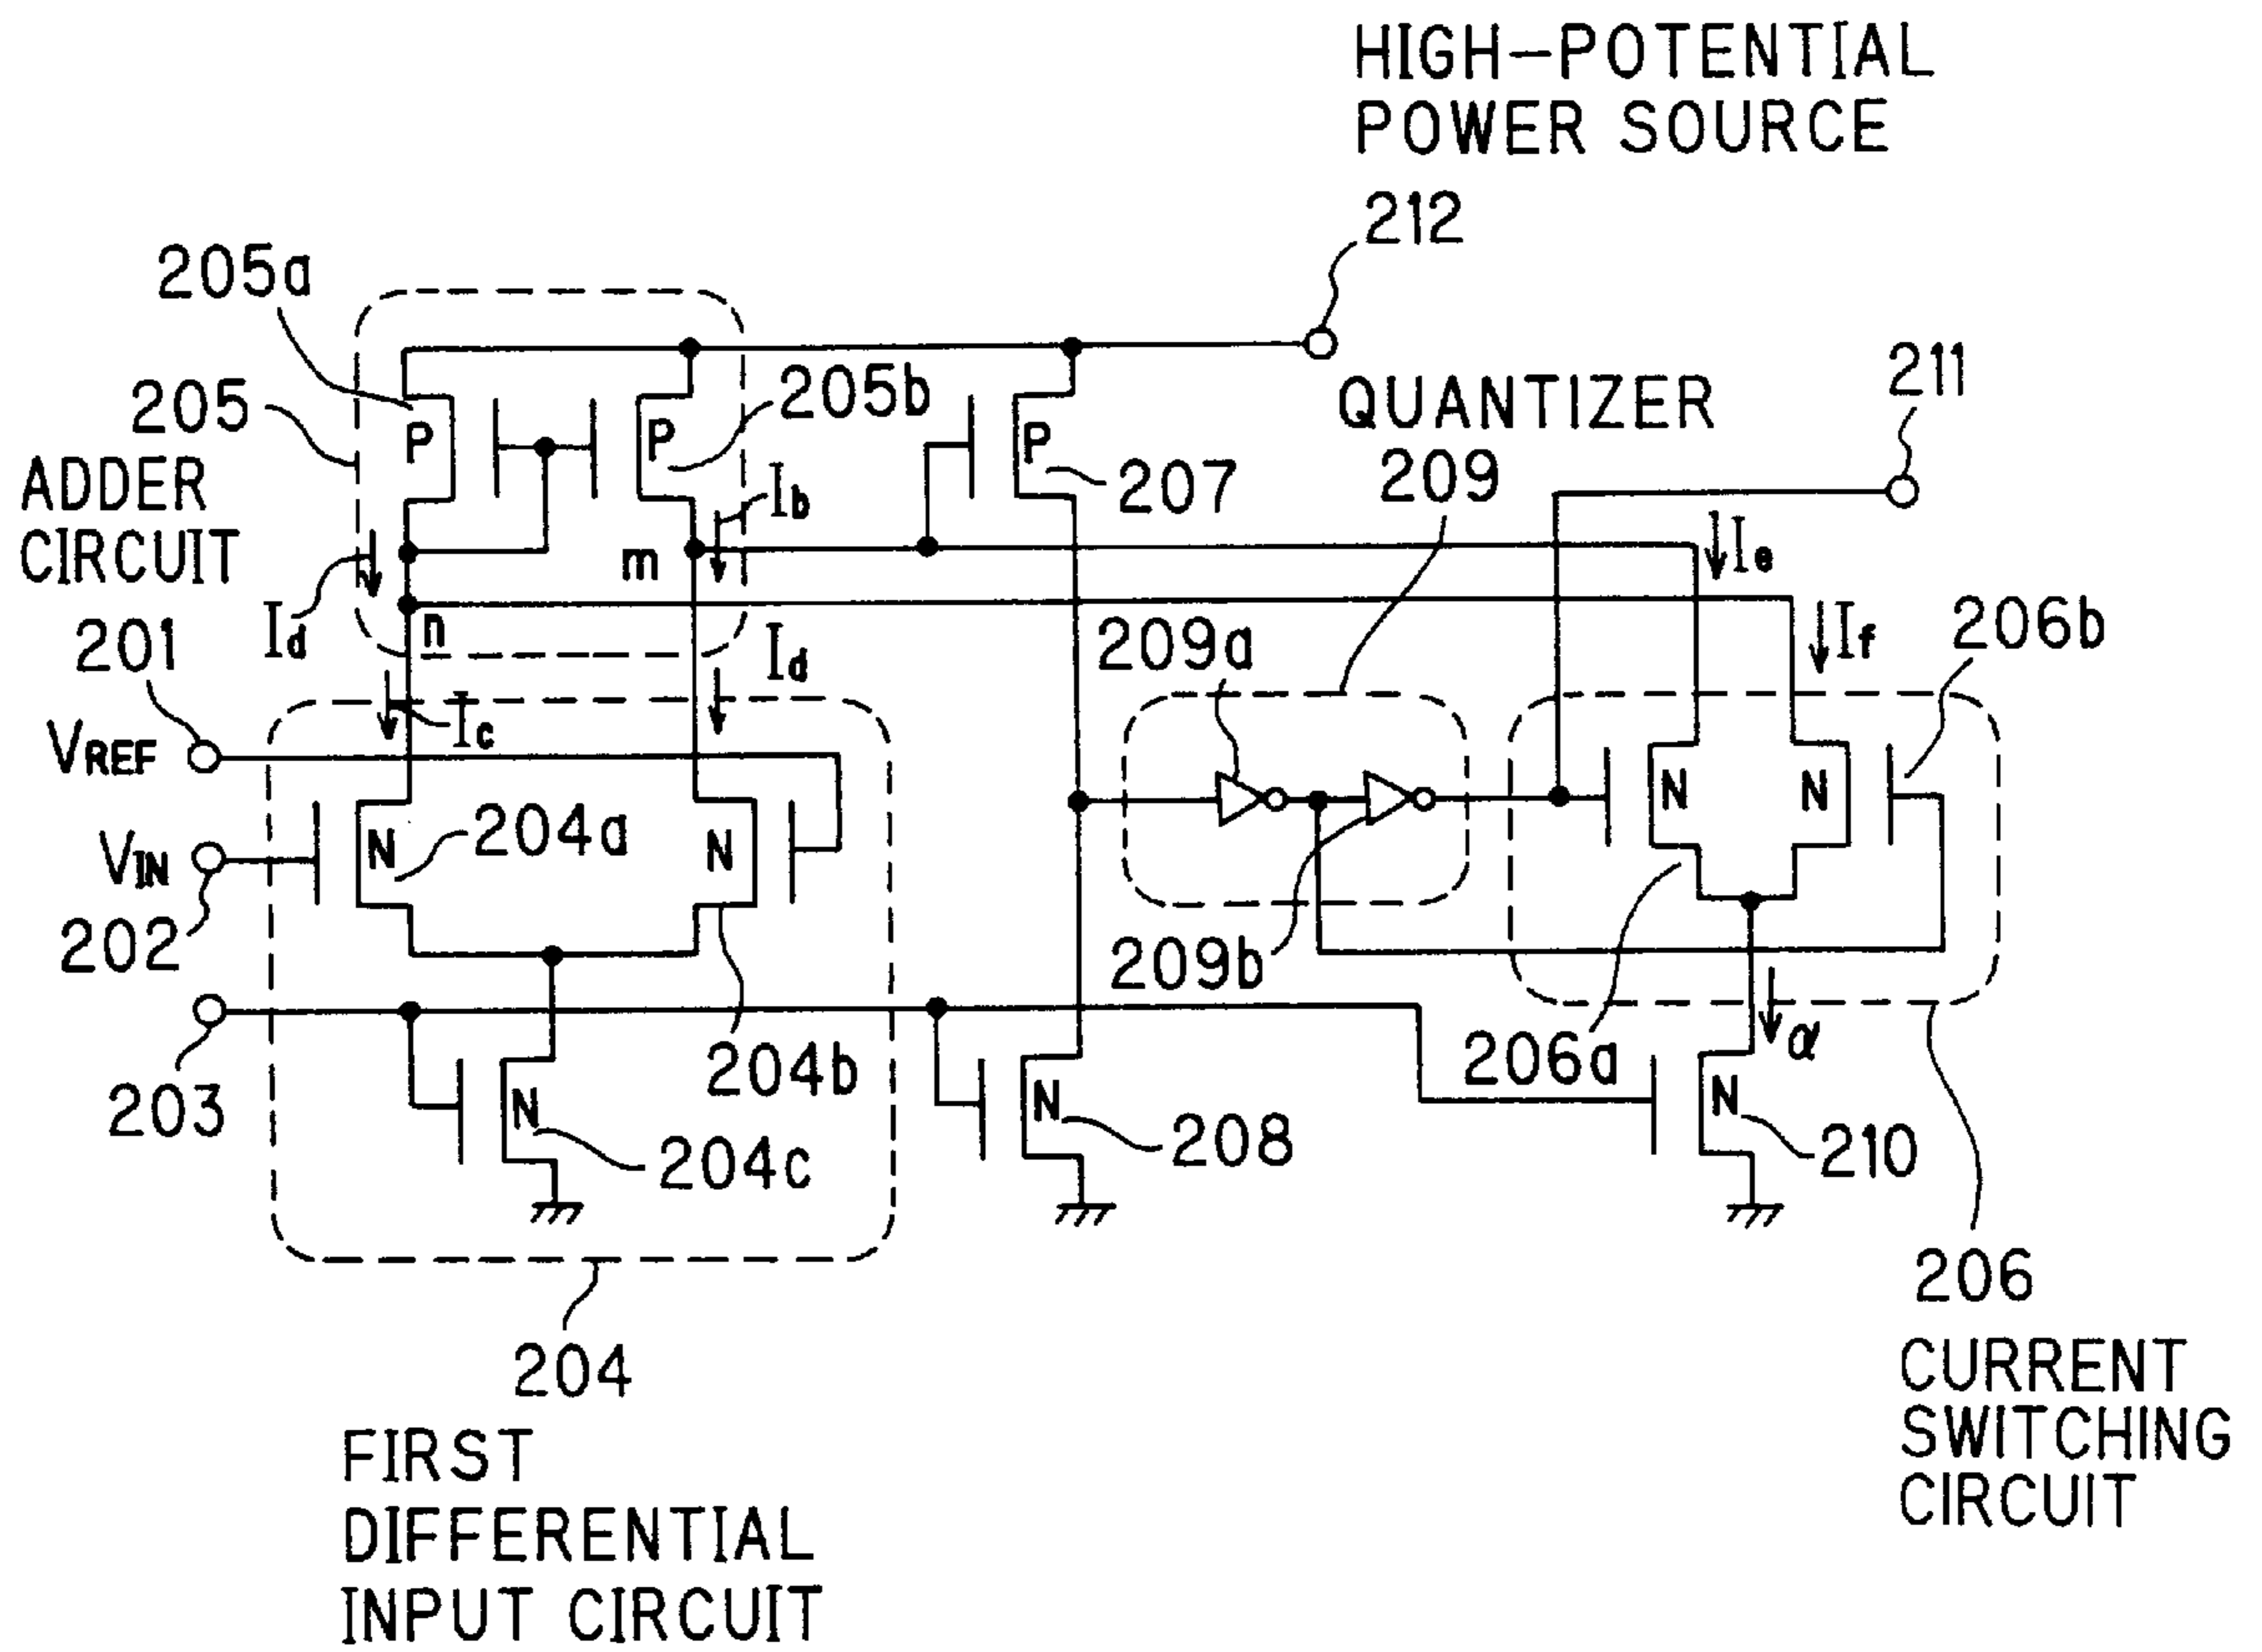 HIGH-POTENTIAL
POWER SOURCE
212
205a
211
205
205b
QUANTIZER
209
P
P
P
207
Ib
ADDER
CIRCUIT
m
Ie
Id
n
If
206b
201
209a
Id
VREF
Ic
N
N
204a
VIN
N
N
202
209b
203
204b
206a
α
N
204c
N
208
N
210
206
CURRENT
SWITCHING
CIRCUIT
204
FIRST
DIFFERENTIAL
INPUT CIRCUIT